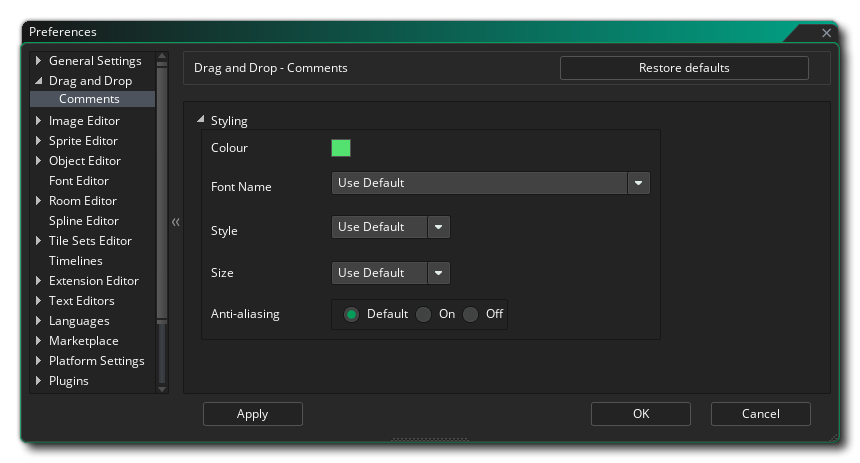 Preferences
General Settings
Drag and Drop
Comments
Image Editor
Sprite Editor
Object Editor
Font Editor
Room Editor
Spline Editor
Tile Sets Editor
Timelines
Extension Editor
Text Editors
Languages
Marketplace
Platform Settings
Plugins
Drag and Drop - Comments
Restore defaults
Styling
Colour
Font Name
Use Default
Style
Use Default
Size
Use Default
Anti-aliasing
Default On Off
Apply
OK
Cancel